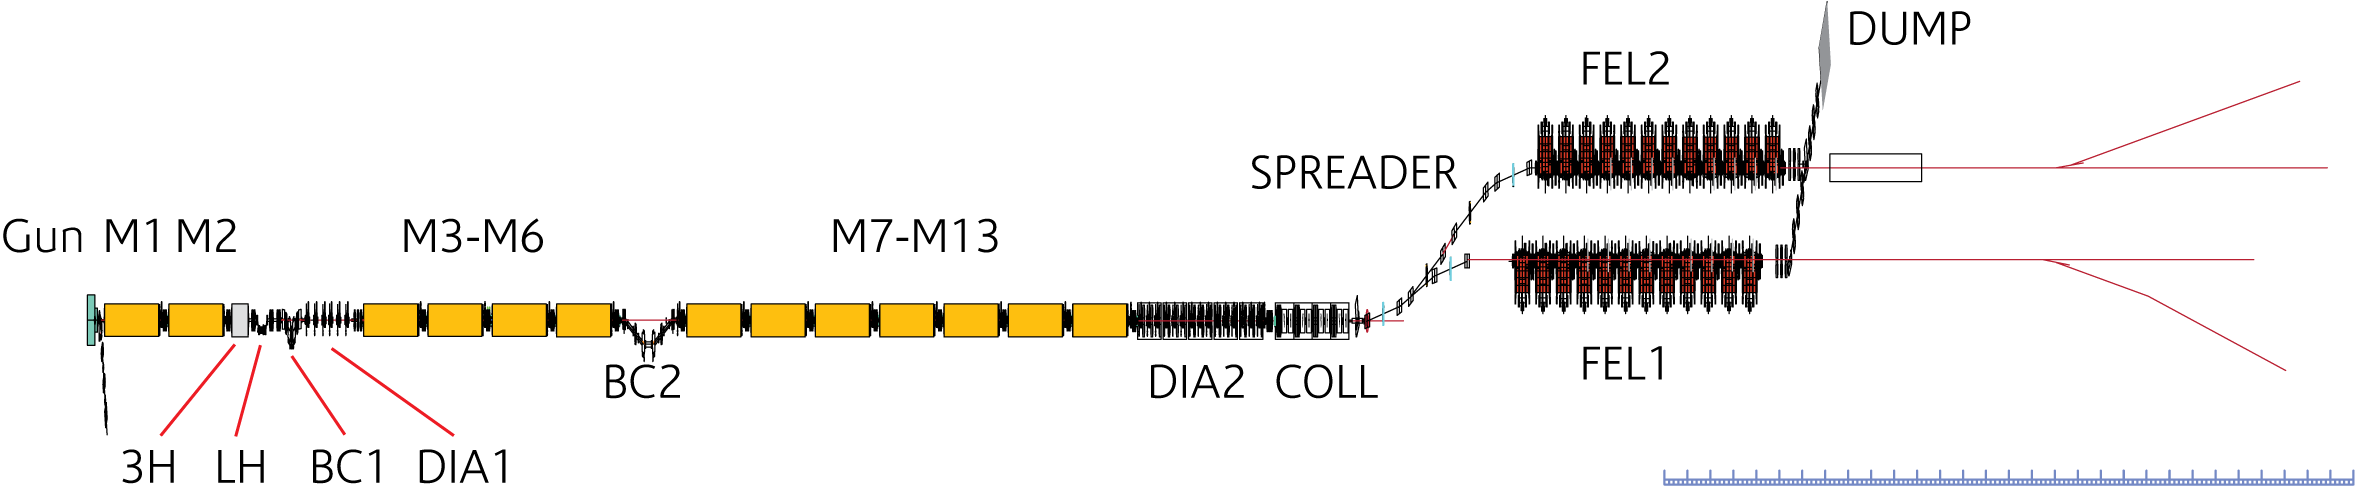 DUMP
FEL2
SPREADER
Gun M1 M2 M3-M6 M7-M13
BC2 DIA2 COLL FEL1
3H LH BC1 DIA1